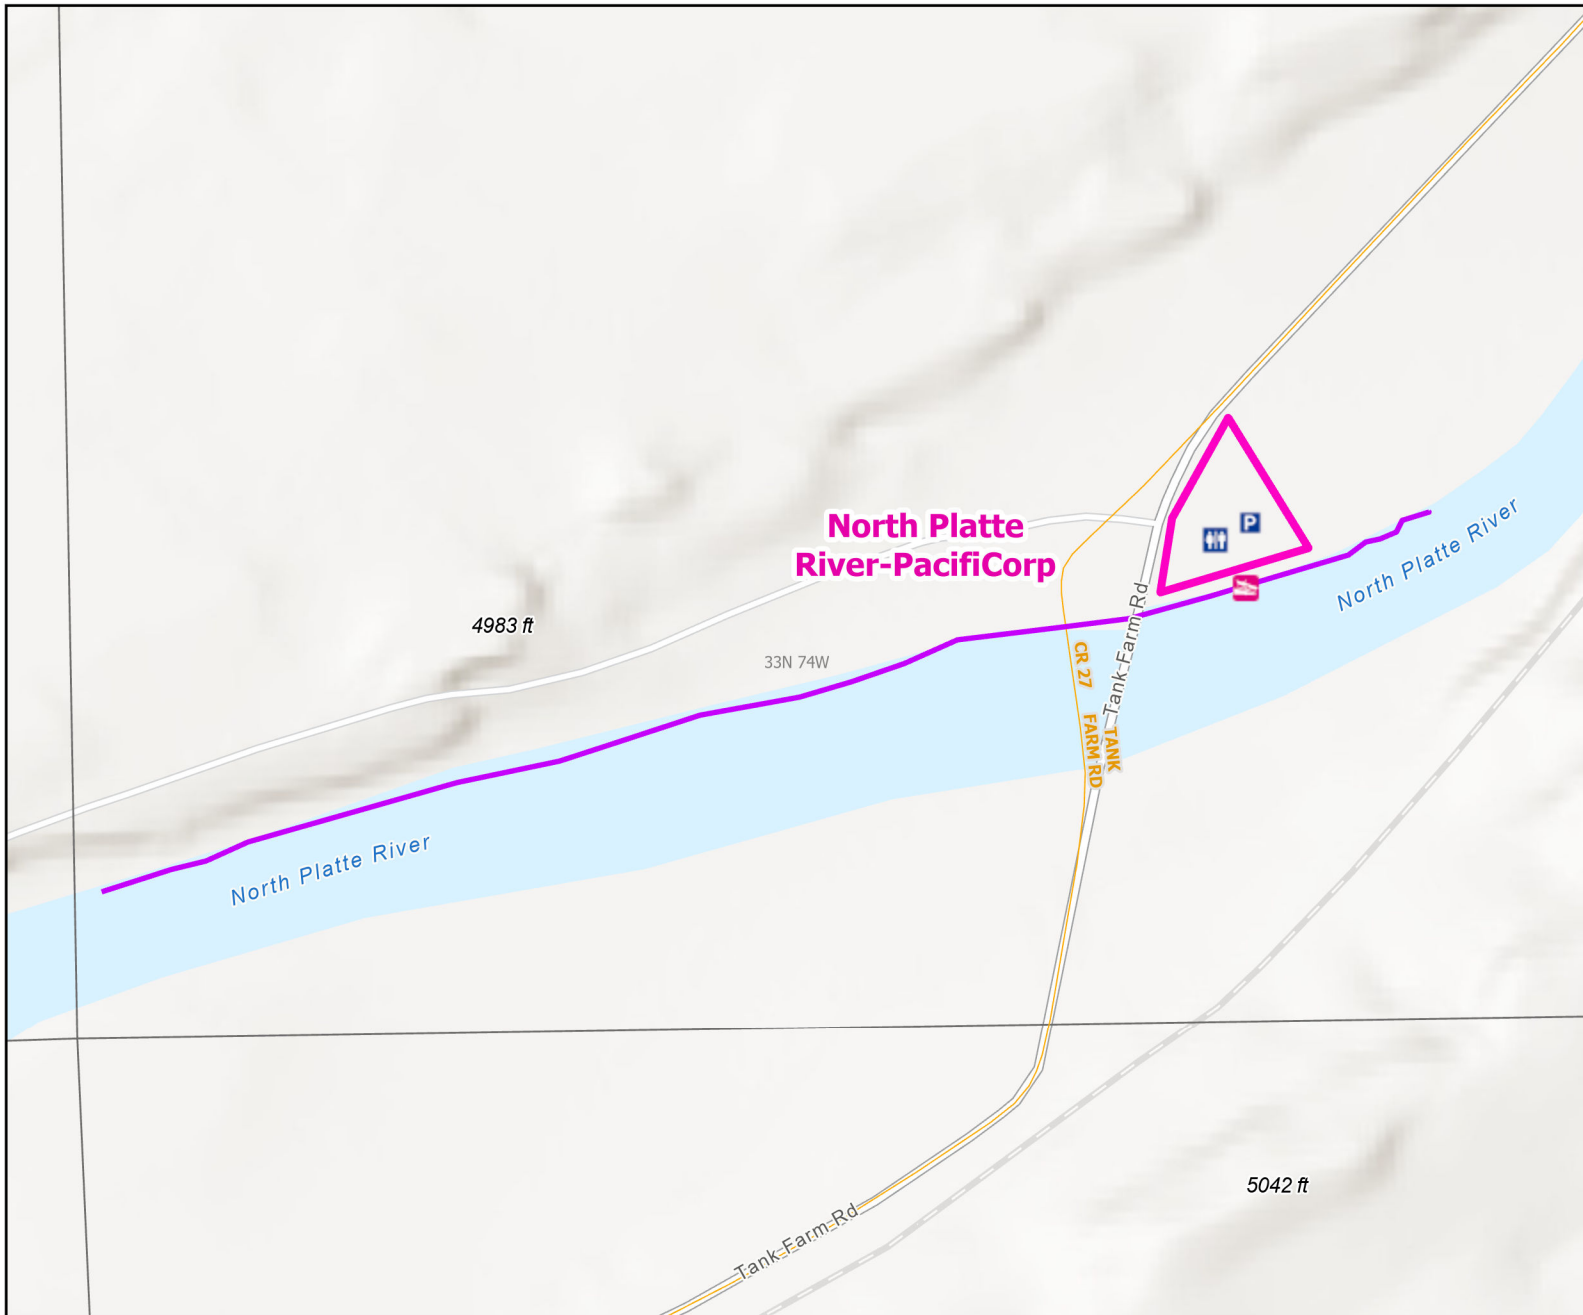 North Platte
River-PacifiCorp
P
North Platte River
4983 ft
33N 74W
Tank Farm Rd
CR 27
TANK
FARM RD
North Platte River
5042 ft
Tank Farm Rd